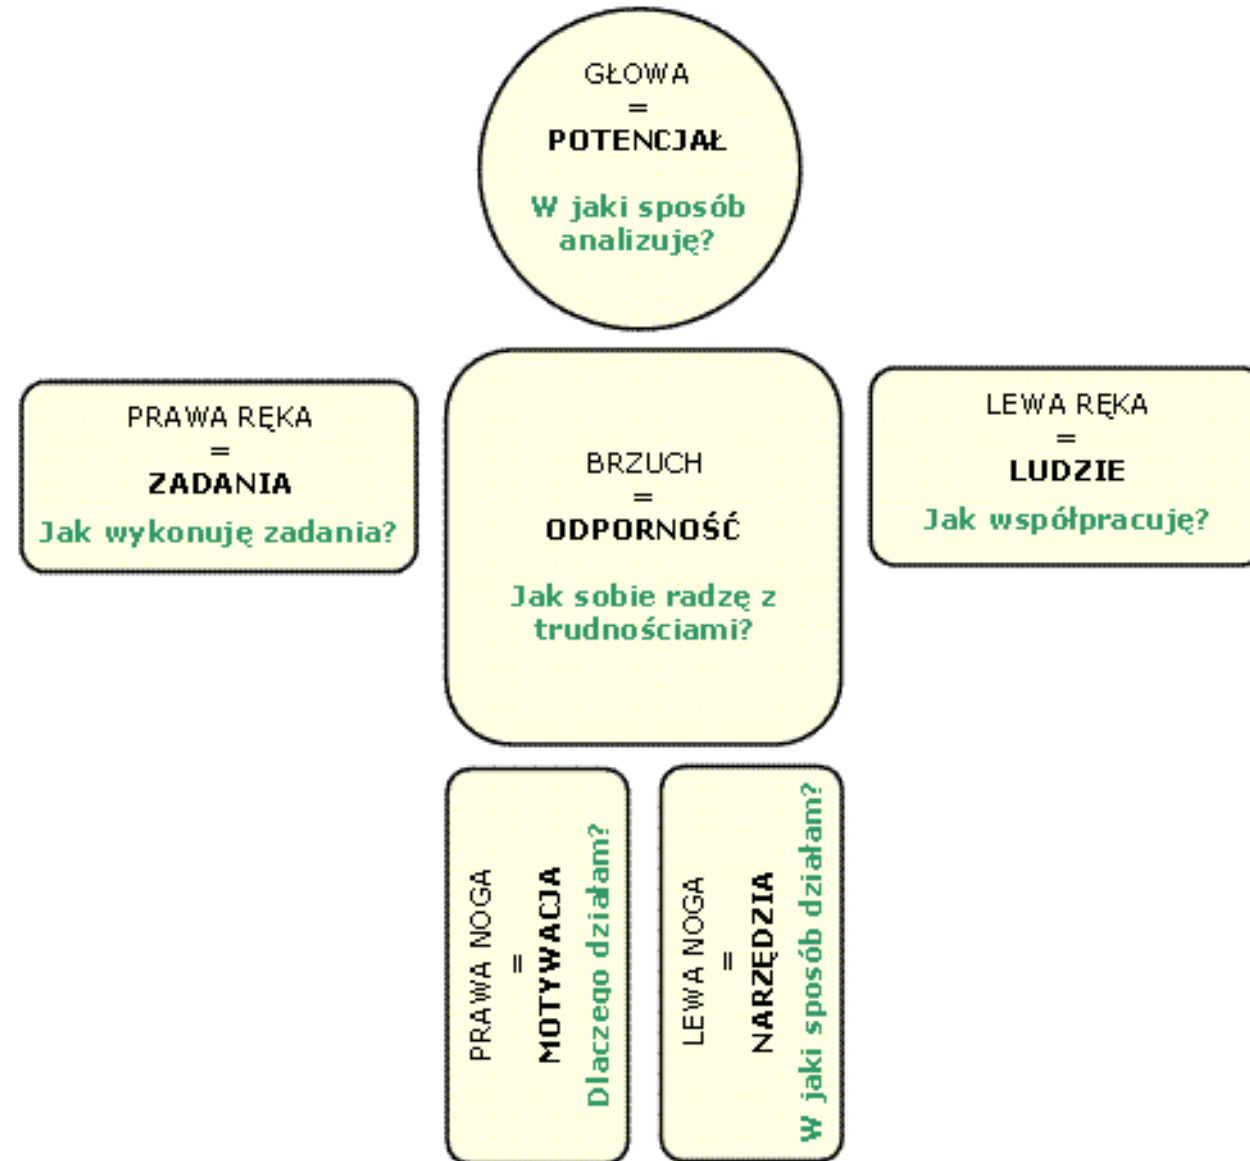 GŁOWA
=
POTENCJAŁ
W jaki sposób
analizuję?
PRAWA RĘKA
=
ZADANIA
Jak wykonuję zadania?
BRZUCH
=
ODPORNOŚĆ
Jak sobie radzę z
trudnościami?
LEWA RĘKA
=
LUDZIE
Jak współpracuję?
PRAWA NOGA
=
MOTYWACJA
Dlaczego działam?
LEWA NOGA
=
NARZĘDZIA
W jaki sposób działam?